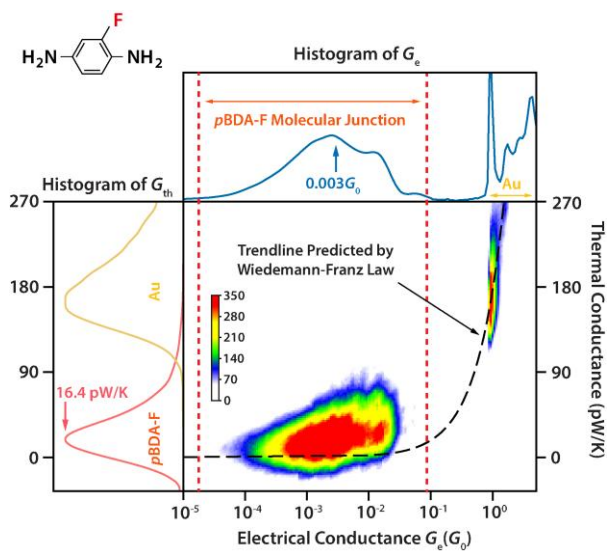 F
H₂N
NH₂
Histogram of Gₑ
pBDA-F Molecular Junction
0.003G₀
Au
Histogram of Gₜₕ
270
180
90
0
Au
16.4 pW/K
pBDA-F
Trendline Predicted by
Wiedemann-Franz Law
350
280
210
140
70
0
270
180
90
0
Thermal Conductance (pW/K)
10⁻⁵
10⁻⁴
10⁻³
10⁻²
10⁻¹
10⁰
Electrical Conductance Gₑ(G₀)